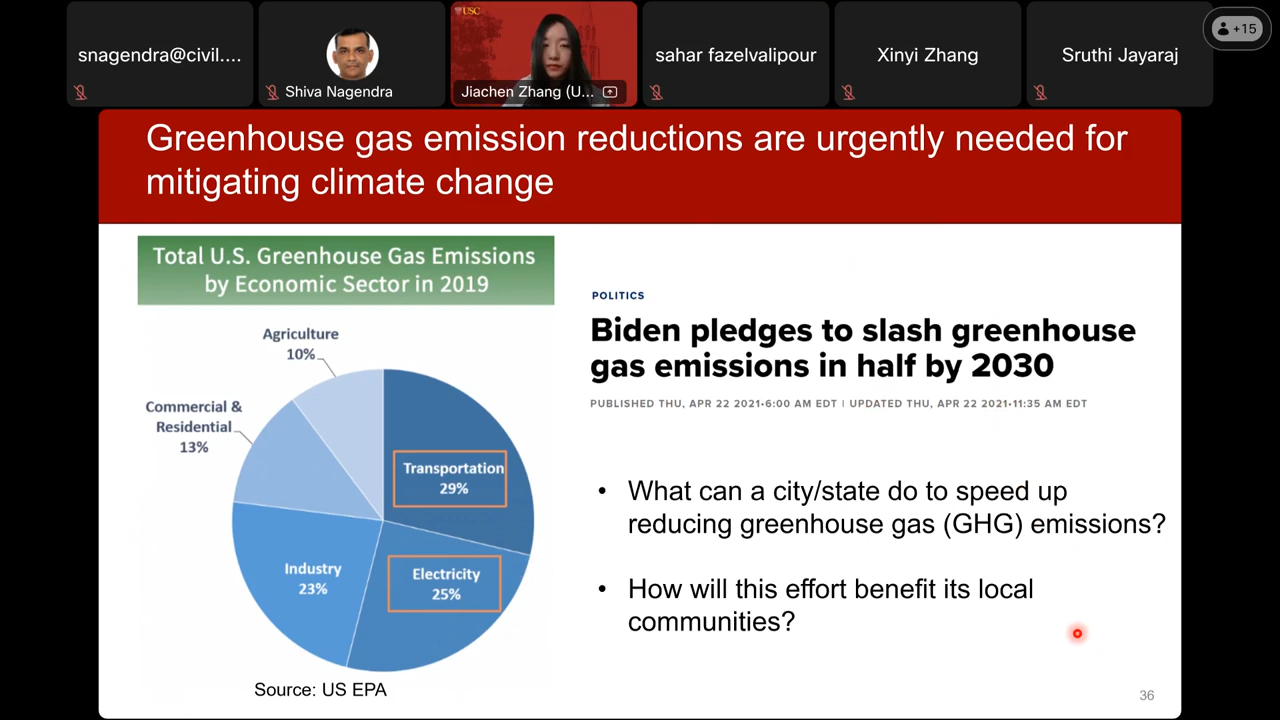 snagendra@civil....
Shiva Nagendra
USC
Jiachen Zhang (U...
sahar fazelvalipour
Xinyi Zhang
Sruthi Jayaraj
+15
Greenhouse gas emission reductions are urgently needed for
mitigating climate change
Total U.S. Greenhouse Gas Emissions
by Economic Sector in 2019
Agriculture
10%
Commercial &
Residential
13%
Transportation
29%
Industry
23%
Electricity
25%
Source: US EPA
POLITICS
Biden pledges to slash greenhouse
gas emissions in half by 2030
PUBLISHED THU, APR 22 2021•6:00 AM EDT | UPDATED THU, APR 22 2021•11:35 AM EDT
• What can a city/state do to speed up
reducing greenhouse gas (GHG) emissions?
• How will this effort benefit its local
communities?
36